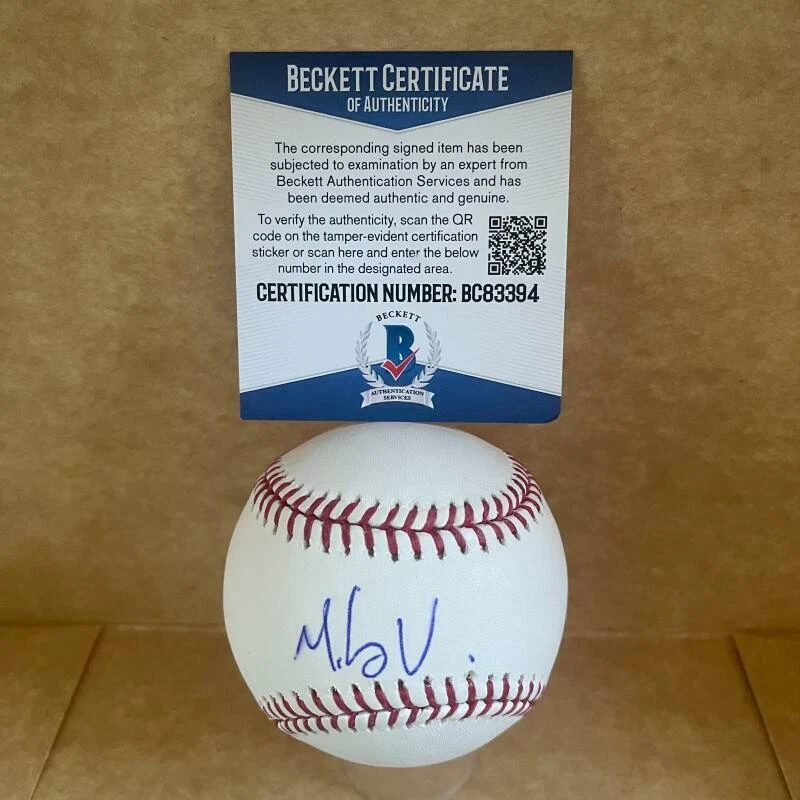 BECKETT CERTIFICATE
OF AUTHENTICITY
The corresponding signed item has been
subjected to examination by an expert from
Beckett Authentication Services and has
been deemed authentic and genuine.
To verify the authenticity, scan the QR
code on the tamper-evident certification
sticker or scan here and enter the below
number in the designated area.
CERTIFICATION NUMBER: BC83394
BECKETT
B
AUTHENTICATION
SERVICES